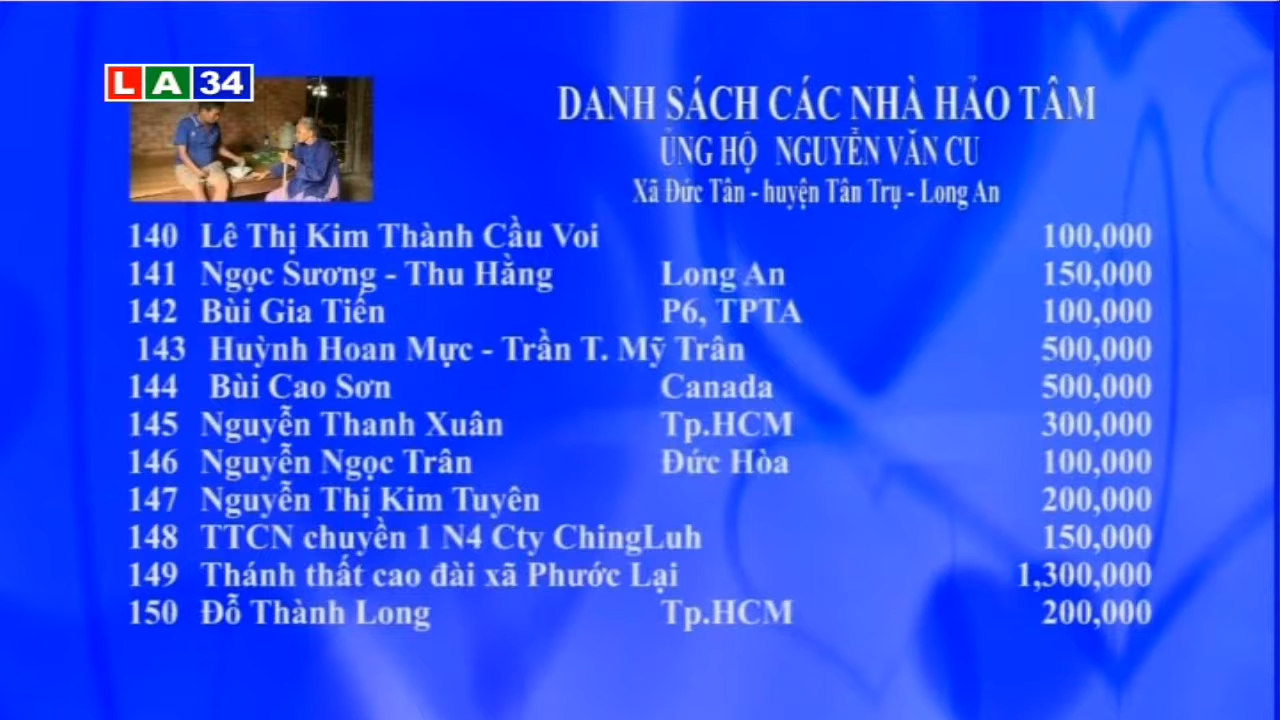 LA34
DANH SÁCH CÁC NHÀ HẢO TÂM
ỦNG HỘ NGUYỄN VĂN CU
Xã Đức Tân - huyện Tân Trụ - Long An
140 Lê Thị Kim Thành Cầu Voi 100,000
141 Ngọc Sương - Thu Hằng Long An 150,000
142 Bùi Gia Tiến P6, TPTA 100,000
143 Huỳnh Hoan Mực - Trần T. Mỹ Trân 500,000
144 Bùi Cao Sơn Canada 500,000
145 Nguyễn Thanh Xuân Tp.HCM 300,000
146 Nguyễn Ngọc Trân Đức Hòa 100,000
147 Nguyễn Thị Kim Tuyên 200,000
148 TTCN chuyền 1 N4 Cty ChingLuh 150,000
149 Thánh thất cao đài xã Phước Lại 1,300,000
150 Đỗ Thành Long Tp.HCM 200,000